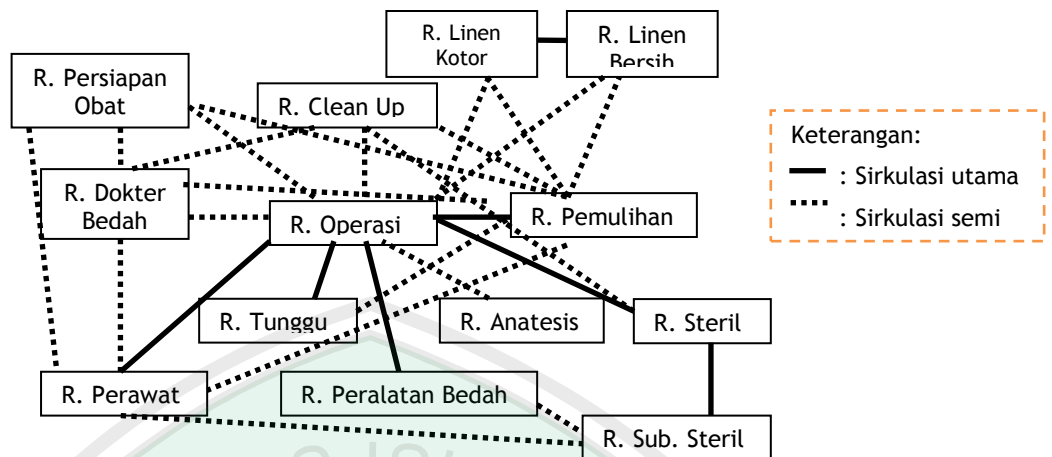 R. Linen
Kotor
R. Linen
Bersih
R. Persiapan
Obat
R. Clean Up
Keterangan:
: Sirkulasi utama
: Sirkulasi semi
R. Dokter
Bedah
R. Operasi
R. Pemulihan
R. Tunggu
R. Anatesis
R. Steril
R. Perawat
R. Peralatan Bedah
R. Sub. Steril